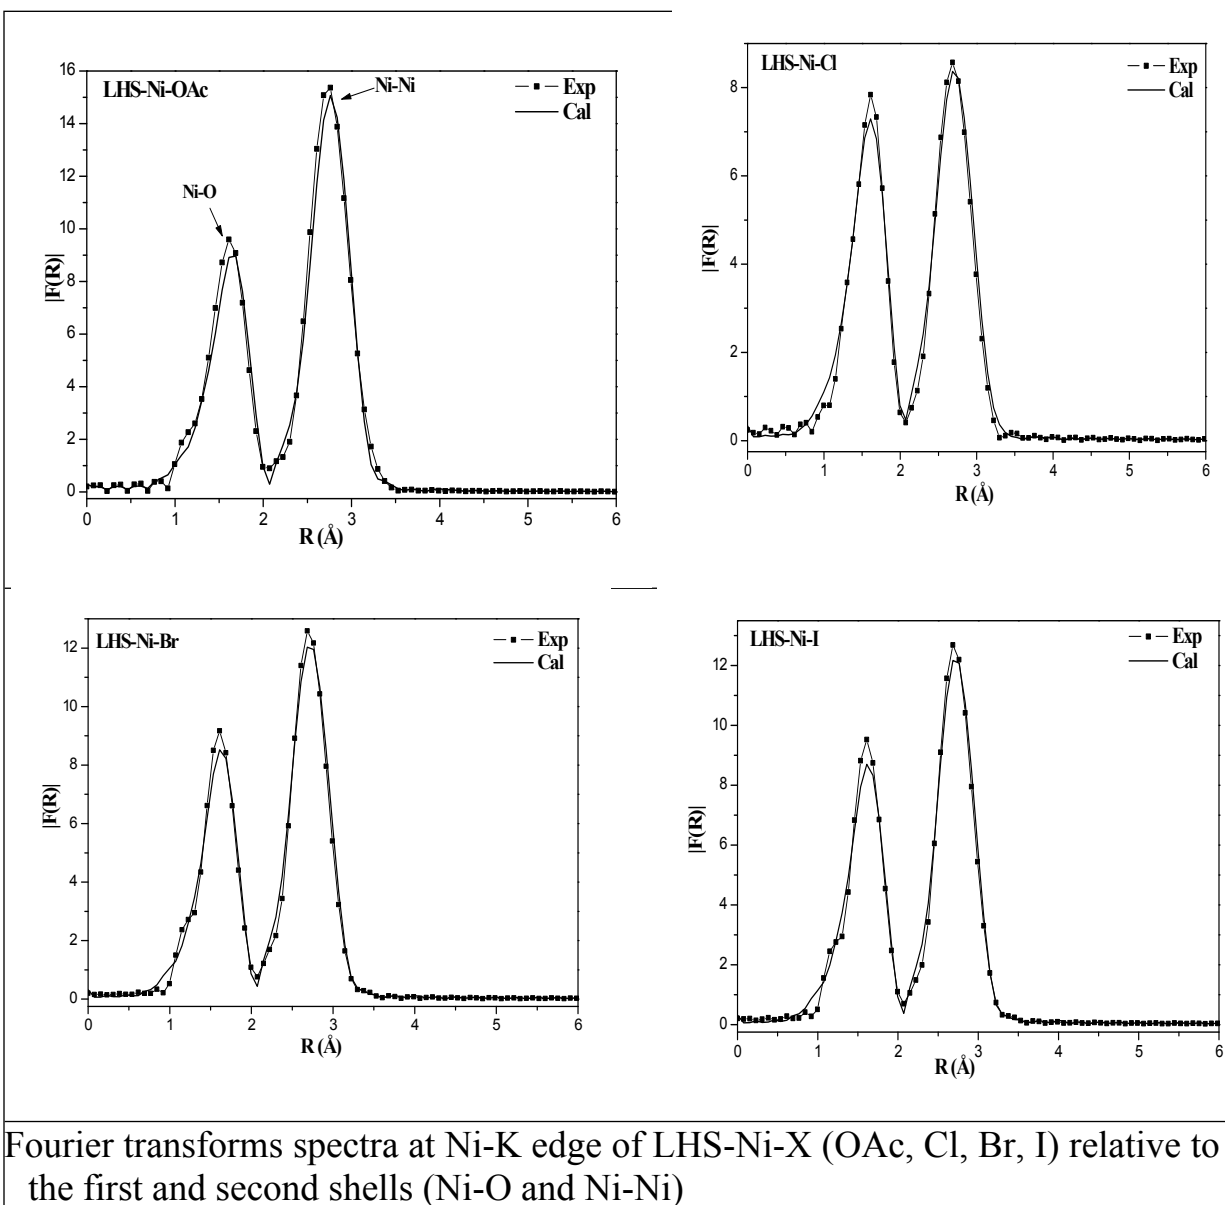 LHS-Ni-OAc
Exp
Cal
Ni-Ni
Ni-O
|F(R)|
16
14
12
10
8
6
4
2
0
0 1 2 3 4 5 6
R (Å)
LHS-Ni-Cl
Exp
Cal
|F(R)|
8
6
4
2
0
0 1 2 3 4 5 6
R (Å)
LHS-Ni-Br
Exp
Cal
|F(R)|
12
10
8
6
4
2
0
0 1 2 3 4 5 6
R (Å)
LHS-Ni-I
Exp
Cal
|F(R)|
12
10
8
6
4
2
0
0 1 2 3 4 5 6
R (Å)
Fourier transforms spectra at Ni-K edge of LHS-Ni-X (OAc, Cl, Br, I) relative to
the first and second shells (Ni-O and Ni-Ni)